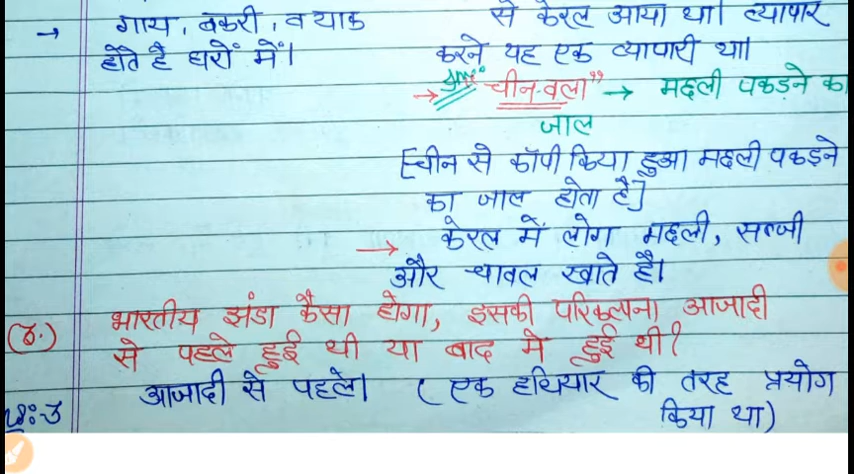 → गाय, बकरी, व याक
होते है घरों में।
से केरल आया था। व्यापार
करने यह एक व्यापारी था।
→ "चीन-वला" → मछली पकड़ने का
जाल
[चीन से कॉपी किया हुआ मछली पकड़ने
का जाल होता है]
→ केरल में लोग मछली, सब्जी
और चावल खाते है।
(4.) भारतीय झंडा कैसा होगा, इसकी परिकल्पना आजादी
से पहले हुई थी या बाद में हुई थी?
आजादी से पहले। (एक हथियार की तरह प्रयोग
किया था)